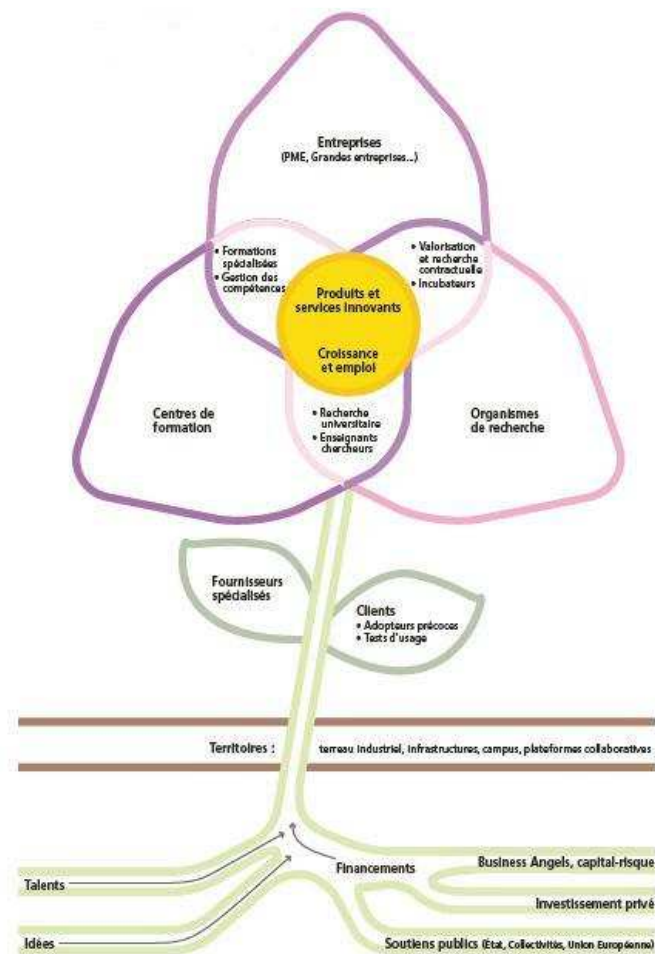 Entreprises
(PME, Grandes entreprises...)
• Formations
spécialisées
• Gestion des
compétences
• Valorisation
et recherche
contractuelle
• Incubateurs
Produits et
services innovants
Croissance
et emploi
Centres de
formation
• Recherche
universitaire
• Enseignants
chercheurs
Organismes
de recherche
Fournisseurs
spécialisés
Clients
• Adopteurs précoces
• Tests d'usage
Territoires : terreau industriel, infrastructures, campus, plateformes collaboratives
Talents
Idées
Financements
Business Angels, capital-risque
Investissement privé
Soutiens publics (État, Collectivités, Union Européenne)